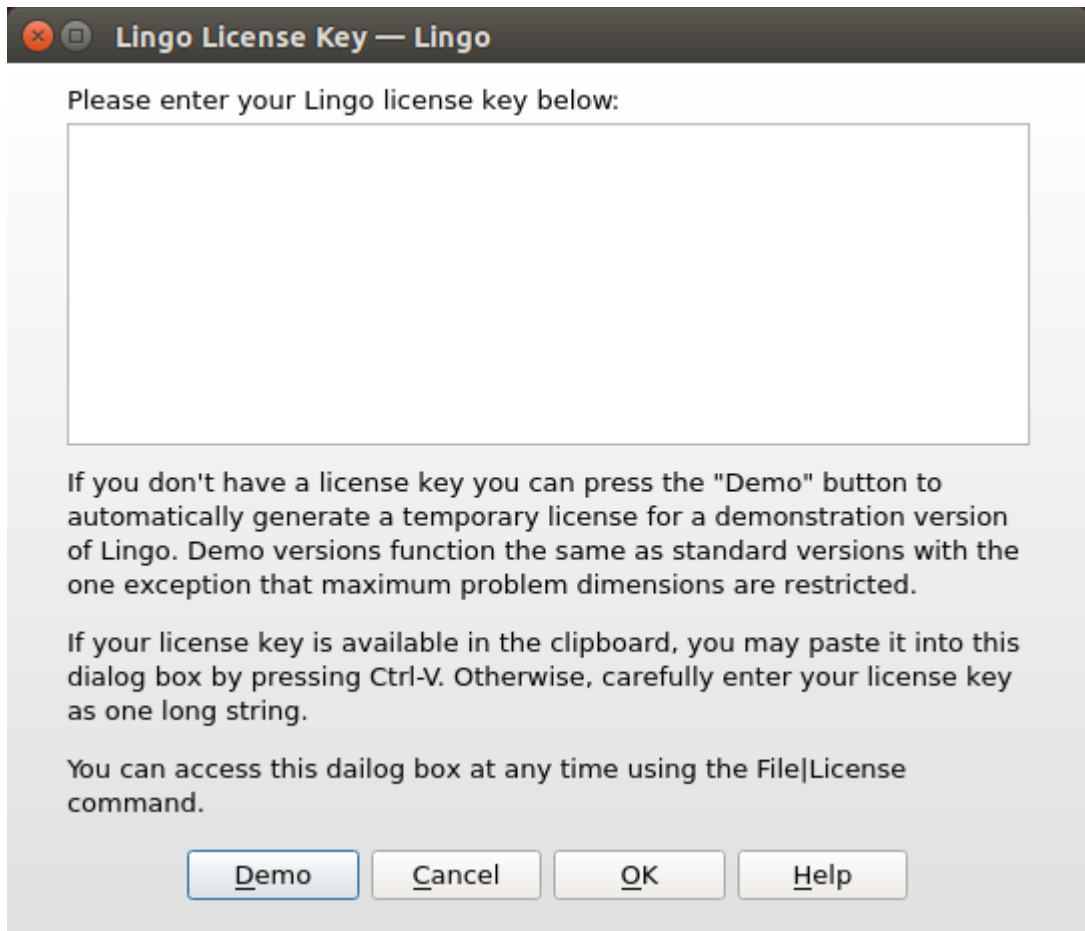 Lingo License Key — Lingo
Please enter your Lingo license key below:
If you don't have a license key you can press the "Demo" button to
automatically generate a temporary license for a demonstration version
of Lingo. Demo versions function the same as standard versions with the
one exception that maximum problem dimensions are restricted.
If your license key is available in the clipboard, you may paste it into this
dialog box by pressing Ctrl-V. Otherwise, carefully enter your license key
as one long string.
You can access this dailog box at any time using the File|License
command.
Demo Cancel OK Help